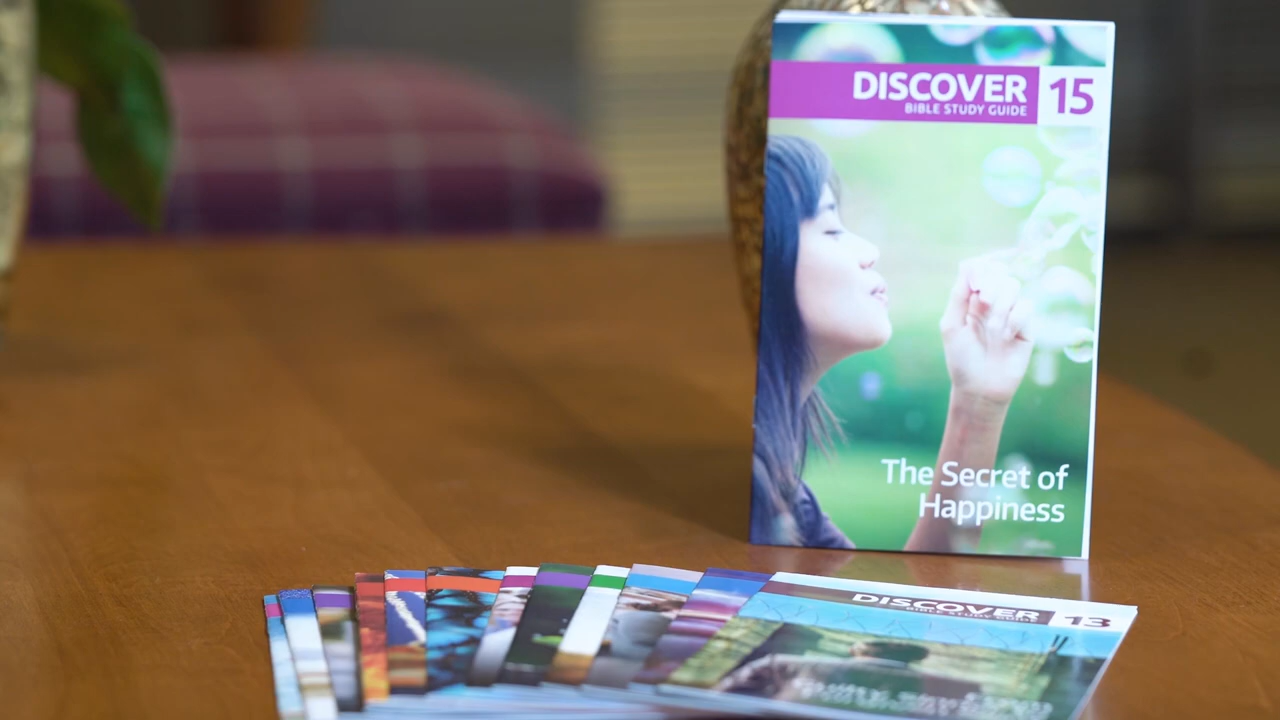 DISCOVER
BIBLE STUDY GUIDE
15
The Secret of
Happiness
DISCOVER
BIBLE STUDY GUIDE
13